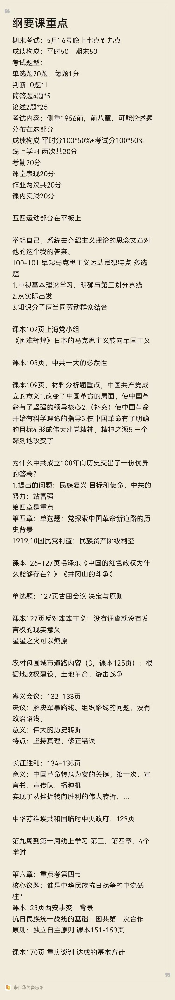 纲要课重点
期末考试：5月16号晚上七点到九点
成绩构成：平时50，期末50
考试题型：
单选题20题，每题1分
判断10题*1
简答题4题*5
论述2题*25
考试内容：侧重1956前，前八章，可能论述题
分布在这部分
成绩构成 平时分100*50%+考试分100*50%
线上学习 两次共20分
考勤20分
课堂表现20分
作业两次共20分
课内实践20分
五四运动部分在平板上
举起自己。系统去介绍主义理论的思念文章对
他的这个我的答案。
100-101 早起马克思主义运动思想特点 多选
题
1.重视基本理论学习，明确与第二划分界线
2.从实际出发
3.知识分子应当同劳动群众结合
课本102页上海党小组
《困难辉煌》日本的马克思主义转向军国主义
课本108页，中共一大的必然性
课本109页，材料分析题重点，中国共产党成
立的意义1.改变了中国革命的局面，使中国革
命有了坚强的领导核心2.（补充）使中国革命
开始有科学理论的指导3.使中国革命有了明确
的目标4.形成伟大建党精神，精神之源5.三个
深刻地改变了
为什么中共成立100年向历史交出了一份优异
的答卷？
1.提出的问题：民族复兴 目标和使命，中共的
努力：站富强
第四章是重点
第五章：单选题：党探索中国革命新道路的历
史背景
1919.10国民党利益：民族资产阶级利益
课本126-127页毛泽东《中国的红色政权为什
么能够存在？》《井冈山的斗争》
单选题：127页古田会议 决定与原则
课本127页反对本本主义：没有调查就没有发
言权的现实意义
星星之火可以燎原
农村包围城市道路内容（3，课本125页）：根
据地政权建设，土地革命、游击战争
遵义会议：132-133页
决议：解决军事路线、组织路线的问题，没有
政治路线。
意义：伟大的历史转折
特点：坚持真理，修正错误
长征胜利：134-135页
意义：中国革命转危为安的关键。第一次、宣
言书、宣传队、播种机
实现了从挫折转向胜利的伟大转折，…
中华苏维埃共和国临时中央政府：129页
第九周到第十周线上学习 第三、第四章，4个
学时
第六章：重点考第四节
核心议题：谁是中华民族抗日战争的中流砥
柱？
课本123页西安事变：背景
抗日民族统一战线的基础：国共第二次合作
原则：独立自主原则 课本151-153页
课本170页 重庆谈判 达成的基本方针
来自华为备忘录